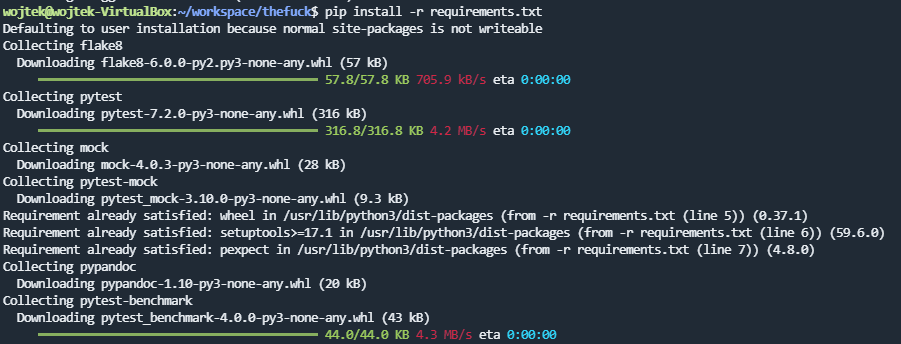 wojtek@wojtek-VirtualBox:~/workspace/thefuck$ pip install -r requirements.txt
Defaulting to user installation because normal site-packages is not writeable
Collecting flake8
  Downloading flake8-6.0.0-py2.py3-none-any.whl (57 kB)
     ━━━━━━━━━━━━━━━━━━━━━━━━━━━━━━━━━━━━━━━━ 57.8/57.8 KB 705.9 kB/s eta 0:00:00
Collecting pytest
  Downloading pytest-7.2.0-py3-none-any.whl (316 kB)
     ━━━━━━━━━━━━━━━━━━━━━━━━━━━━━━━━━━━━━━━━ 316.8/316.8 KB 4.2 MB/s eta 0:00:00
Collecting mock
  Downloading mock-4.0.3-py3-none-any.whl (28 kB)
Collecting pytest-mock
  Downloading pytest_mock-3.10.0-py3-none-any.whl (9.3 kB)
Requirement already satisfied: wheel in /usr/lib/python3/dist-packages (from -r requirements.txt (line 5)) (0.37.1)
Requirement already satisfied: setuptools>=17.1 in /usr/lib/python3/dist-packages (from -r requirements.txt (line 6)) (59.6.0)
Requirement already satisfied: pexpect in /usr/lib/python3/dist-packages (from -r requirements.txt (line 7)) (4.8.0)
Collecting pypandoc
  Downloading pypandoc-1.10-py3-none-any.whl (20 kB)
Collecting pytest-benchmark
  Downloading pytest_benchmark-4.0.0-py3-none-any.whl (43 kB)
     ━━━━━━━━━━━━━━━━━━━━━━━━━━━━━━━━━━━━━━━━ 44.0/44.0 KB 4.3 MB/s eta 0:00:00